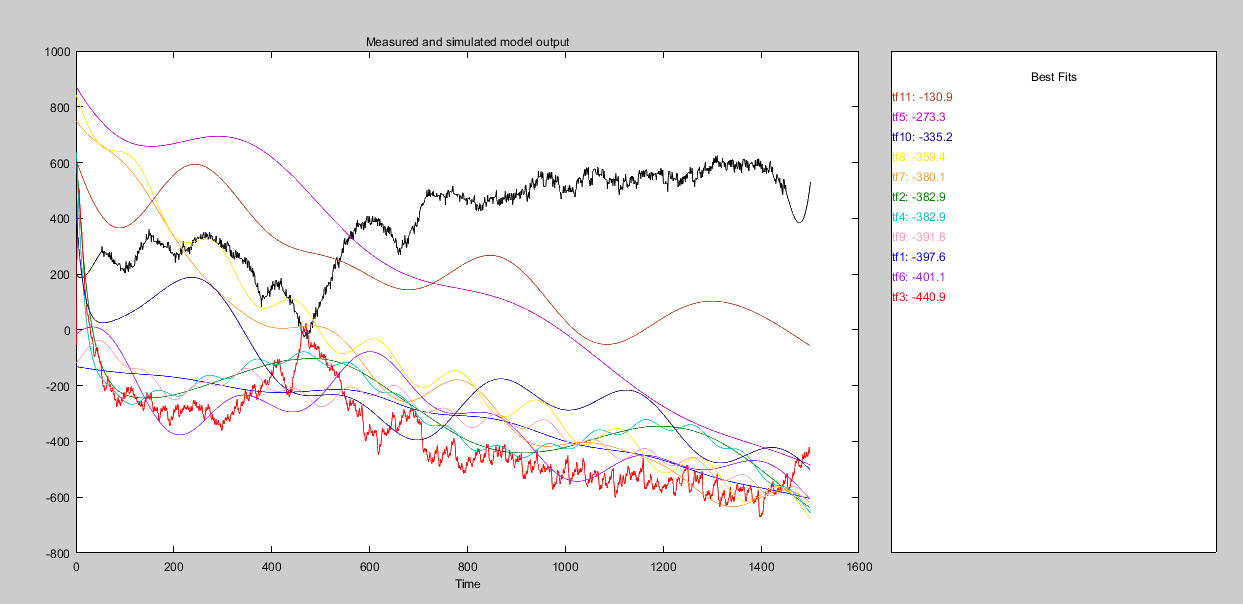 Measured and simulated model output
1000
800
600
400
200
0
-200
-400
-600
-800
0 200 400 600 800 1000 1200 1400 1600
Time
Best Fits
tf11: -130.9
tf5: -273.3
tf10: -335.2
tf8: -359.4
tf7: -380.1
tf2: -382.9
tf4: -382.9
tf9: -391.8
tf1: -397.6
tf6: -401.1
tf3: -440.9